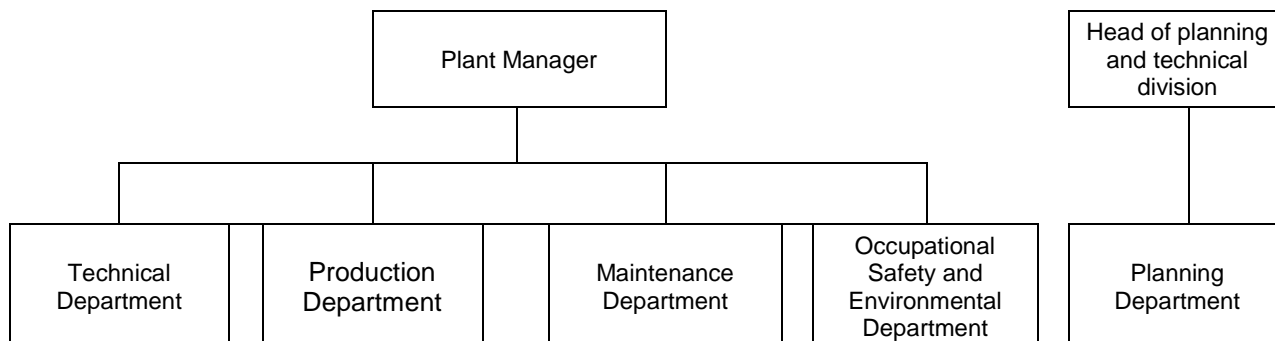 Plant Manager
Head of planning
and technical
division
Technical
Department
Production
Department
Maintenance
Department
Occupational
Safety and
Environmental
Department
Planning
Department